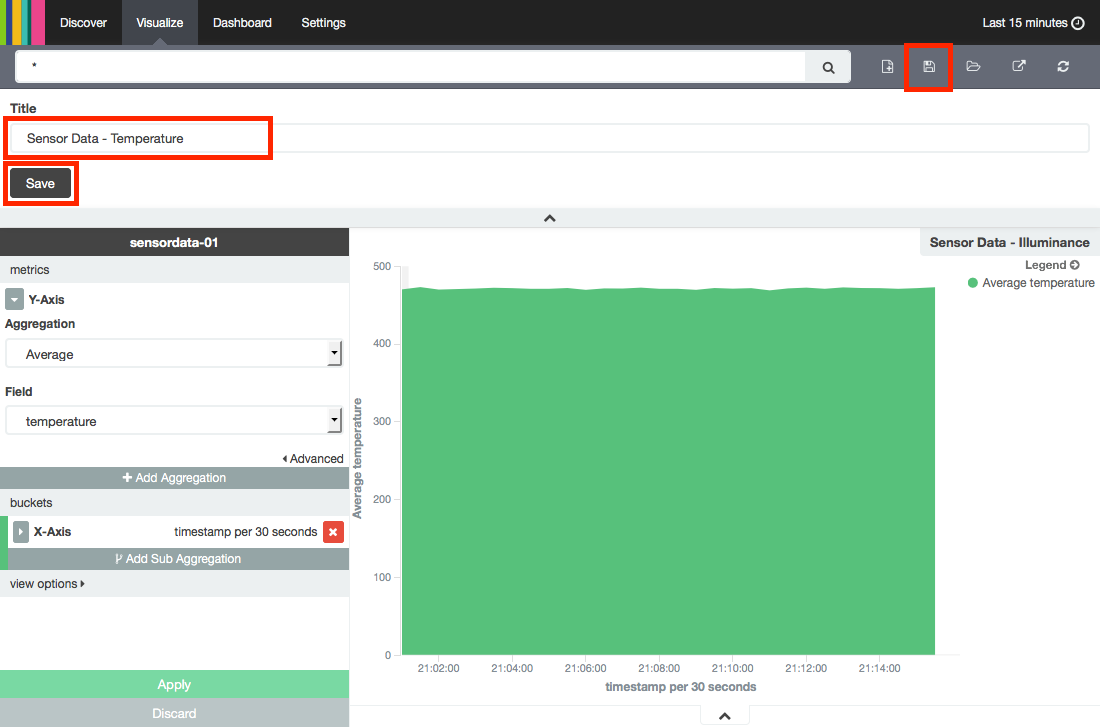 Discover Visualize Dashboard Settings Last 15 minutes
*
Title
Sensor Data - Temperature
Save
sensordata-01
metrics
Y-Axis
Aggregation
Average
Field
temperature
Advanced
Add Aggregation
buckets
X-Axis timestamp per 30 seconds
Add Sub Aggregation
view options
Apply
Discard
Sensor Data - Illuminance
Legend
Average temperature
500
400
300
200
100
0
Average temperature
21:02:00 21:04:00 21:06:00 21:08:00 21:10:00 21:12:00 21:14:00
timestamp per 30 seconds